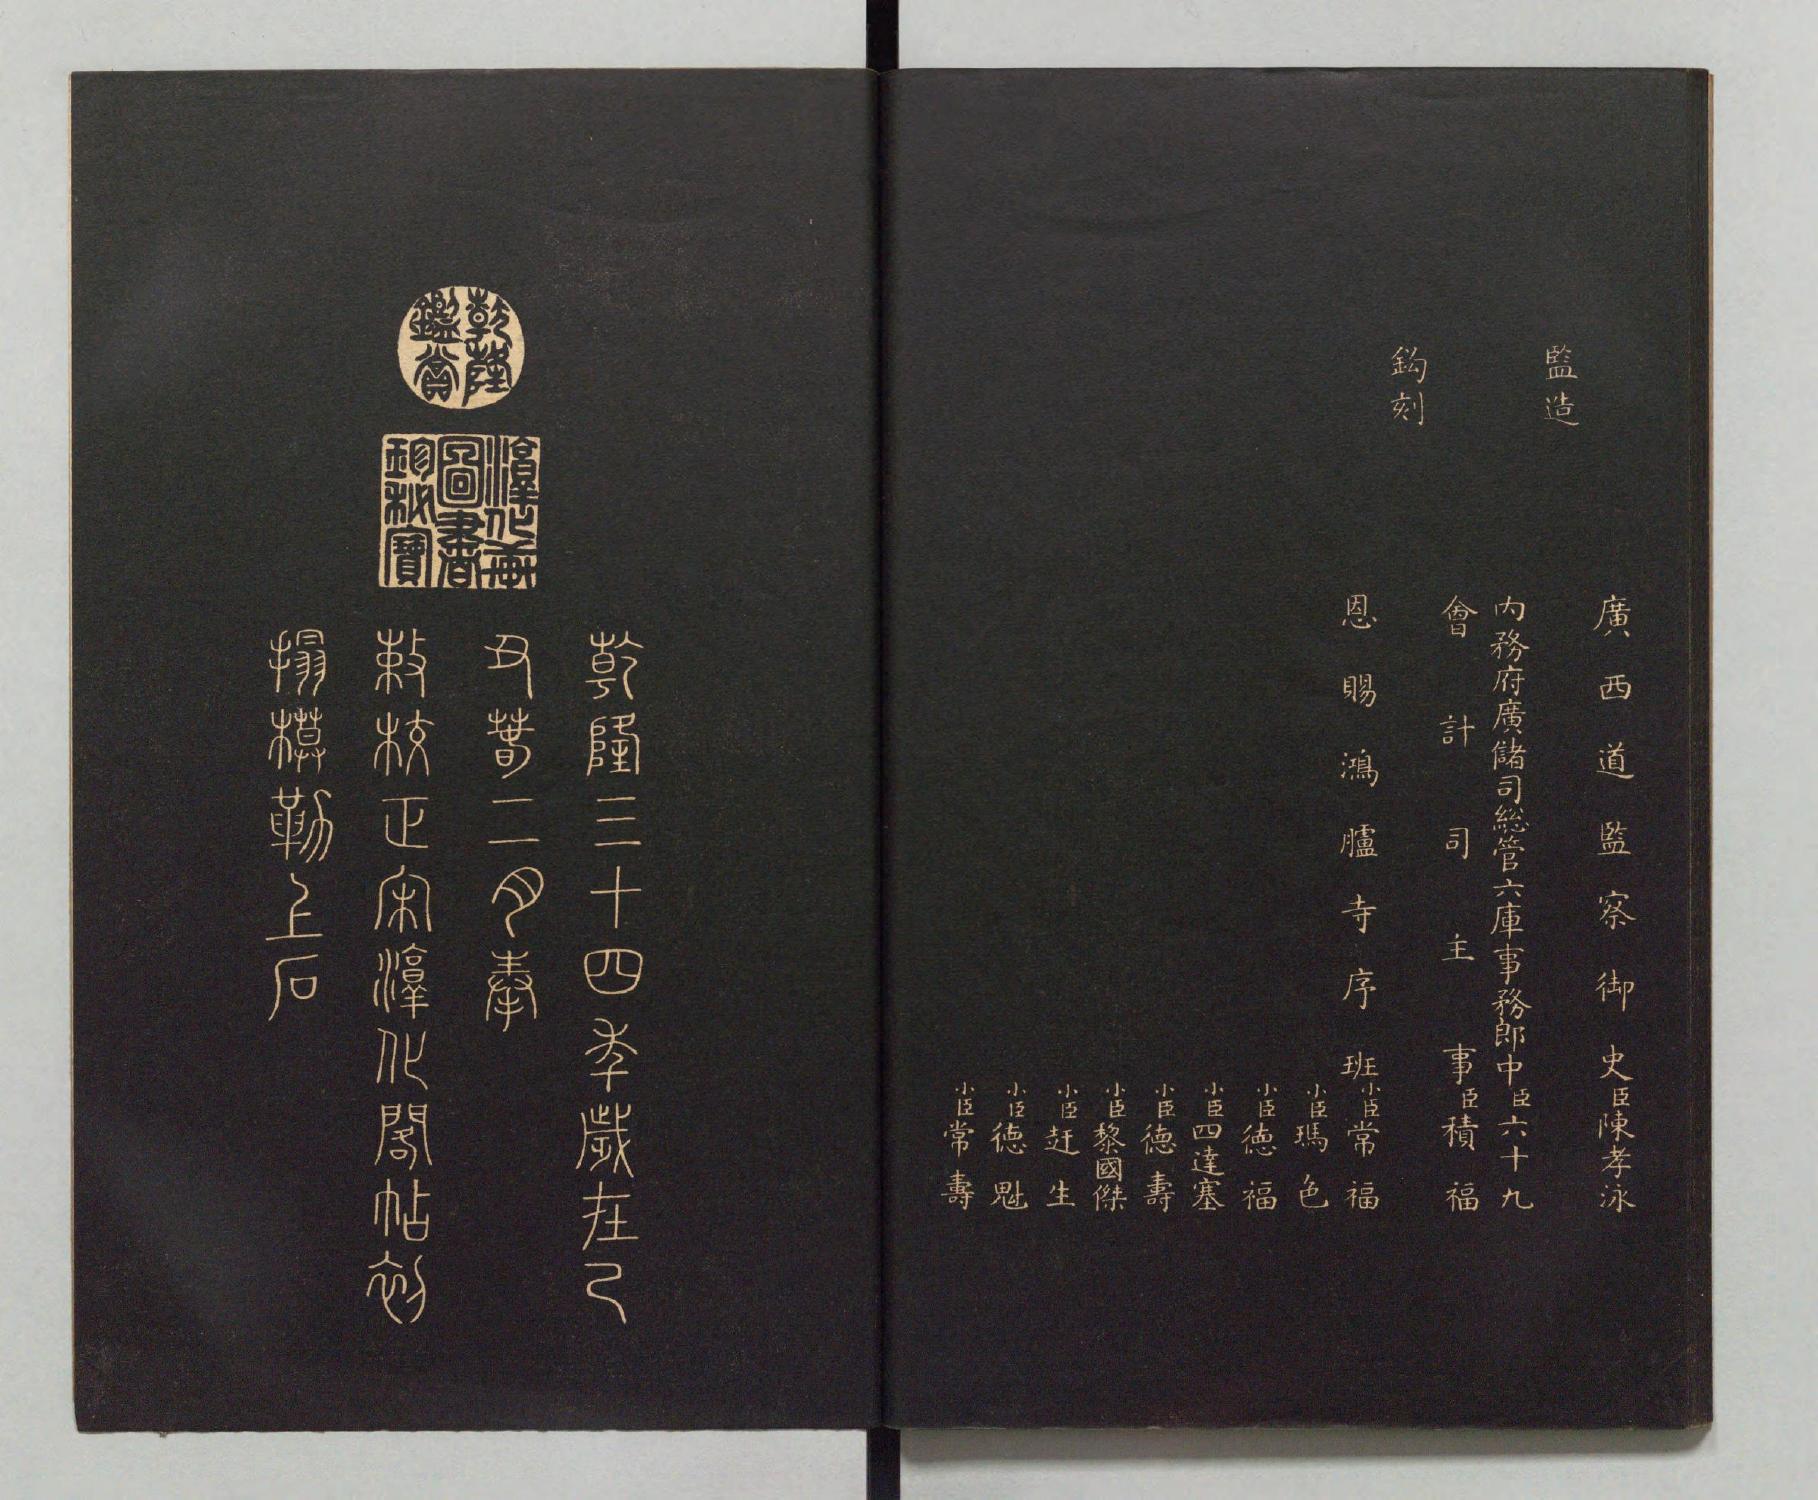 監造
廣西道監察御史臣陳孝泳
内務府廣儲司総管六庫事務郎中臣六十九
會計司主事臣積福
鈎刻
恩賜鴻臚寺序班小臣常福
小臣瑪色
小臣德福
小臣四達塞
小臣德壽
小臣黎國傑
小臣赶生
小臣德魁
小臣常壽
乾隆鑑賞
淳化軒圖書珍秘寶
乾隆三十四年歲在己
丑春二月奉
敕校正宋淳化閣帖初
搨模勒上石